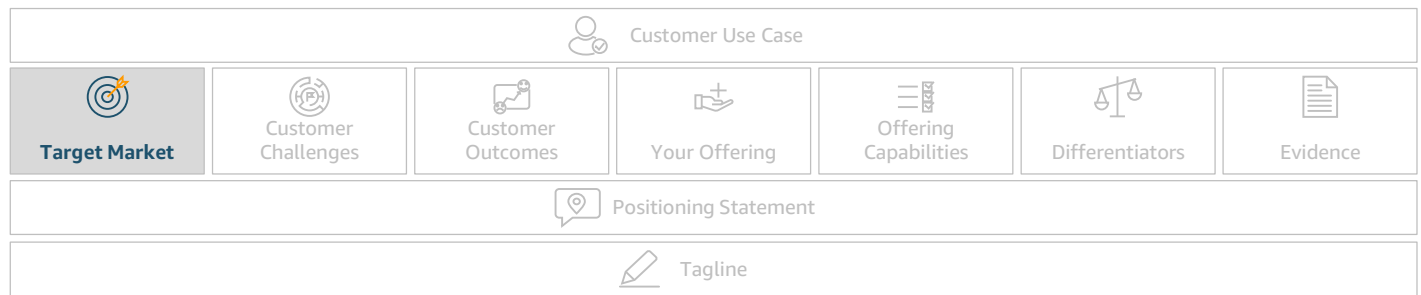 Customer Use Case
Target Market
Customer
Challenges
Customer
Outcomes
Your Offering
Offering
Capabilities
Differentiators
Evidence
Positioning Statement
Tagline